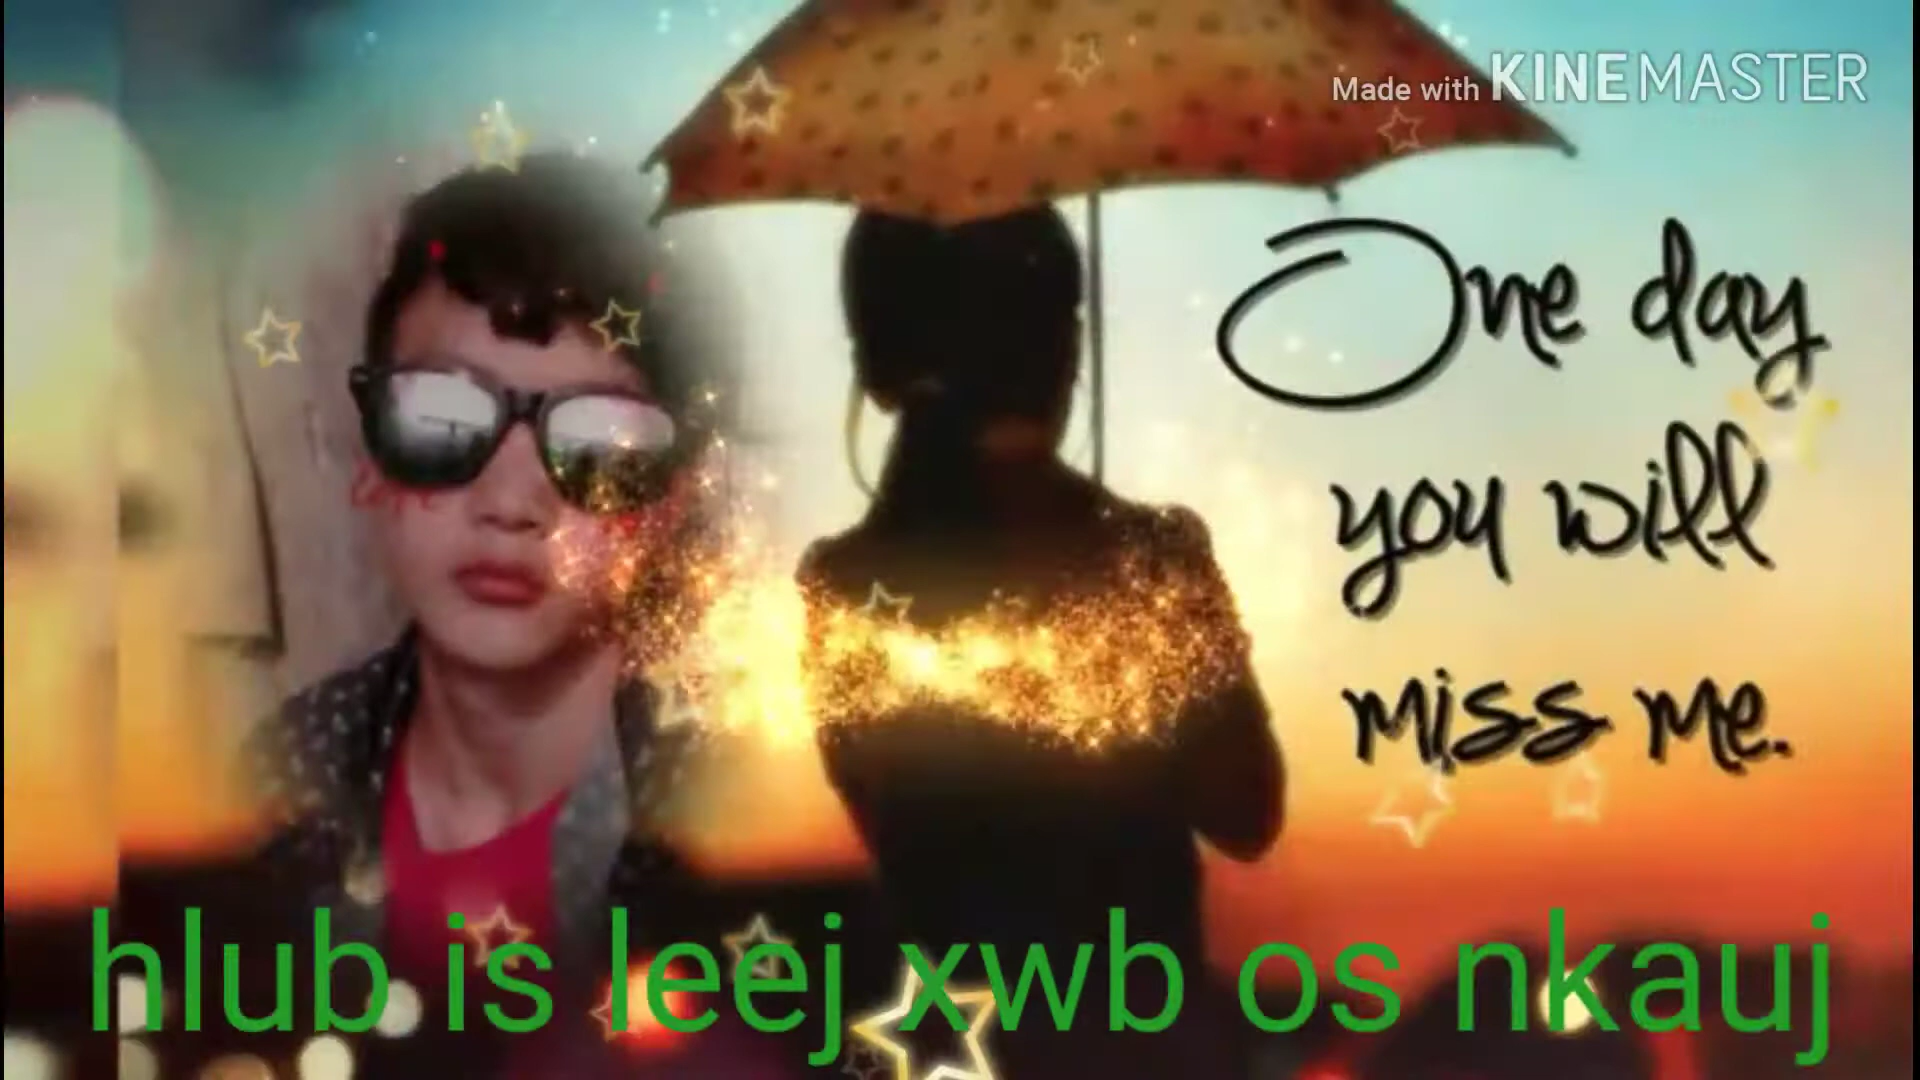 Made with KINEMASTER
One day
you will
miss me.
hlub is leej xwb os nkauj